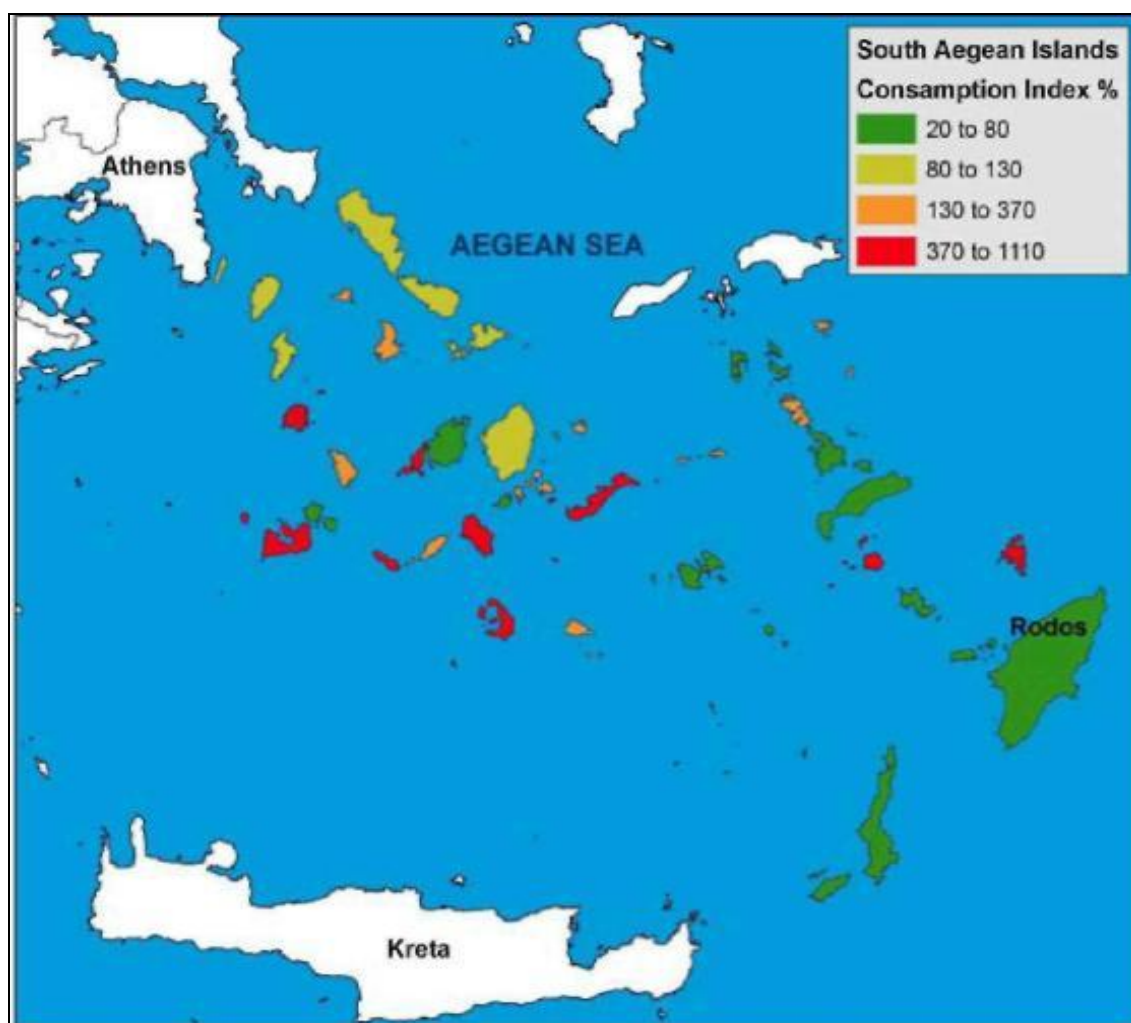 South Aegean Islands
Consamption Index %
20 to 80
80 to 130
130 to 370
370 to 1110
Athens
AEGEAN SEA
Rodos
Kreta